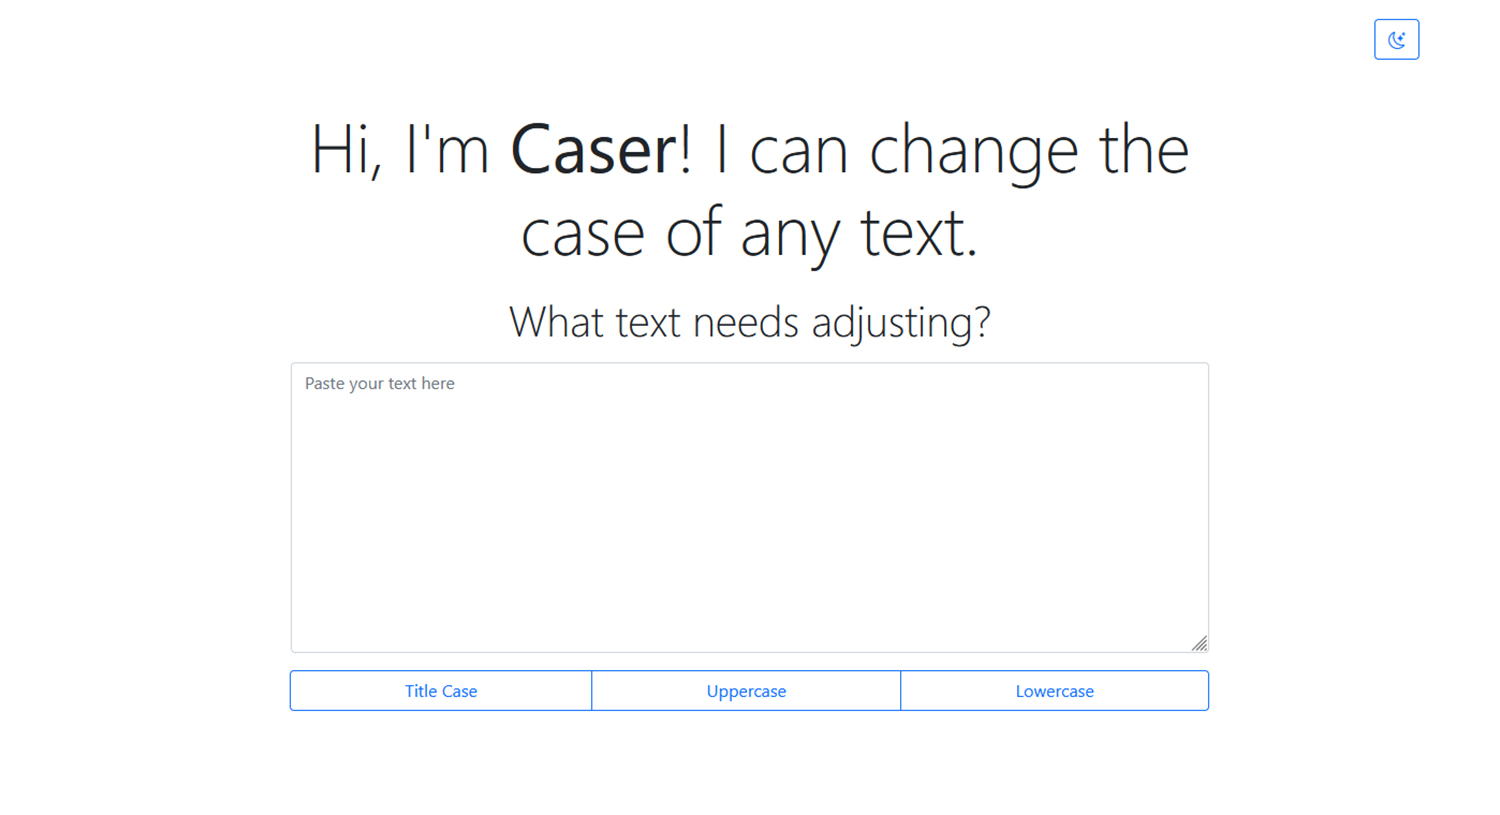 Hi, I'm Caser! I can change the
case of any text.
What text needs adjusting?
Paste your text here
Title Case
Uppercase
Lowercase